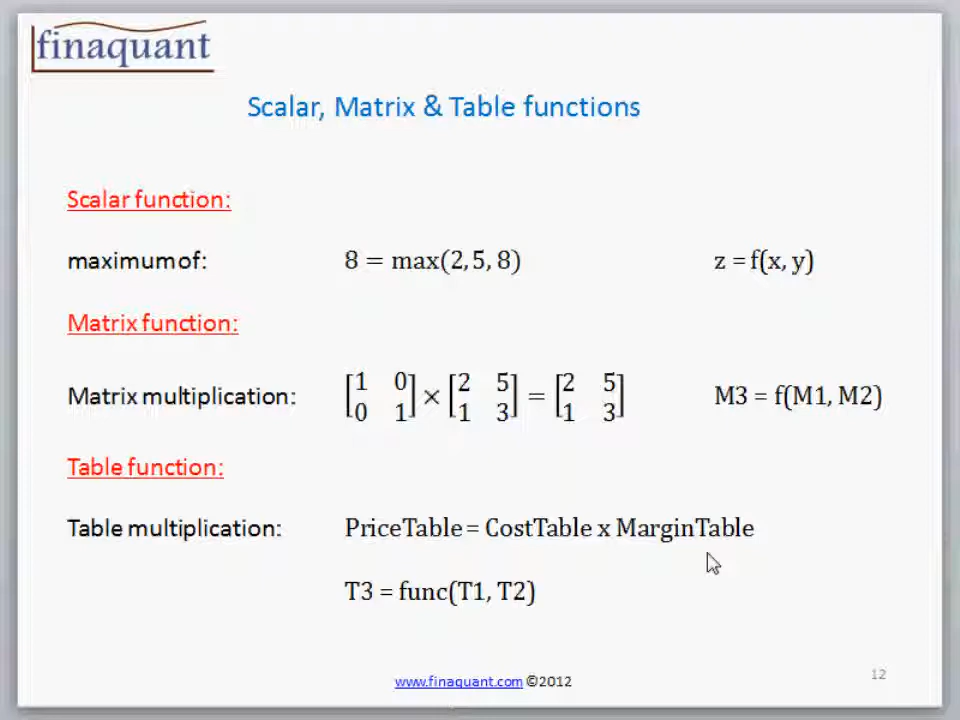 finaquant
Scalar, Matrix & Table functions
Scalar function:
maximum of: 8 = max(2, 5, 8) z = f(x, y)
Matrix function:
Matrix multiplication: [1 0 0 1] × [2 5 1 3] = [2 5 1 3] M3 = f(M1, M2)
Table function:
Table multiplication: PriceTable = CostTable x MarginTable
T3 = func(T1, T2)
www.finaquant.com ©2012
12